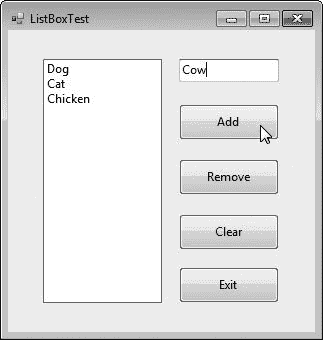 ListBoxTest
Dog
Cat
Chicken
Cow
Add
Remove
Clear
Exit